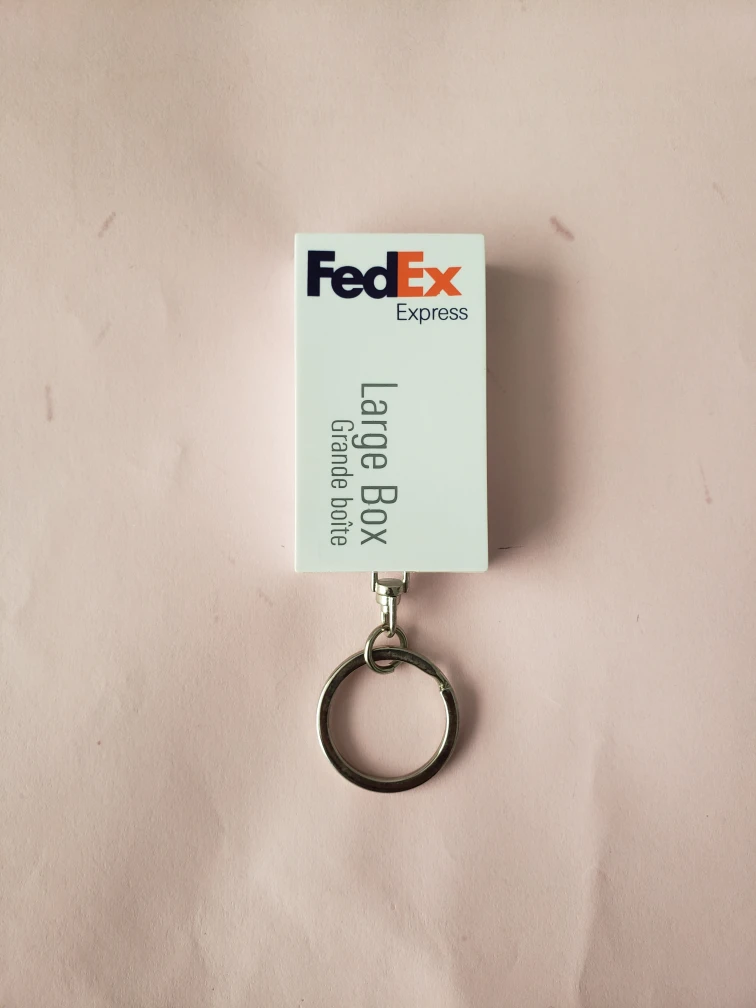 FedEx
Express
Large Box
Grande boîte